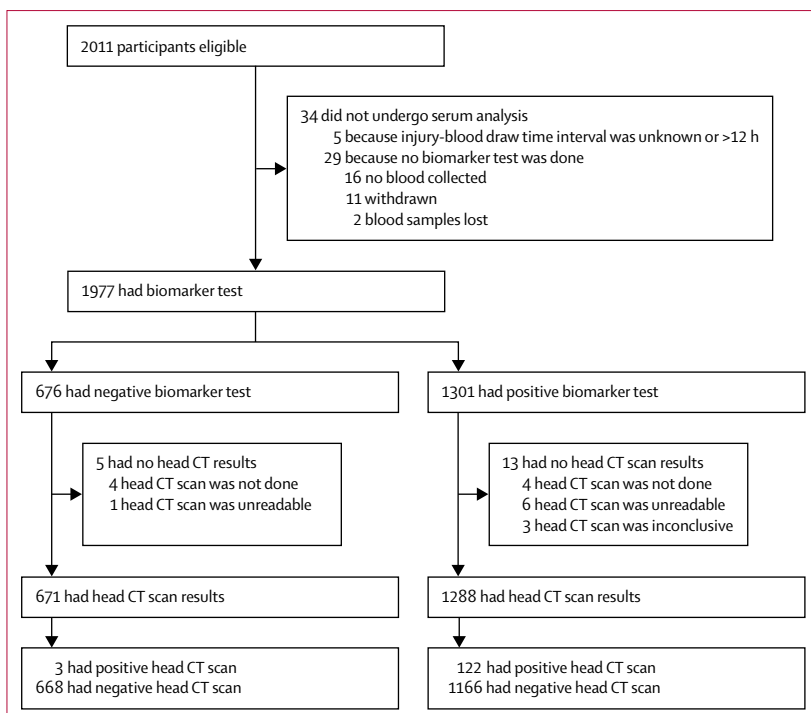 2011 participants eligible
34 did not undergo serum analysis
5 because injury-blood draw time interval was unknown or >12 h
29 because no biomarker test was done
16 no blood collected
11 withdrawn
2 blood samples lost
1977 had biomarker test
676 had negative biomarker test
1301 had positive biomarker test
5 had no head CT results
4 head CT scan was not done
1 head CT scan was unreadable
13 had no head CT scan results
4 head CT scan was not done
6 head CT scan was unreadable
3 head CT scan was inconclusive
671 had head CT scan results
1288 had head CT scan results
3 had positive head CT scan
668 had negative head CT scan
122 had positive head CT scan
1166 had negative head CT scan